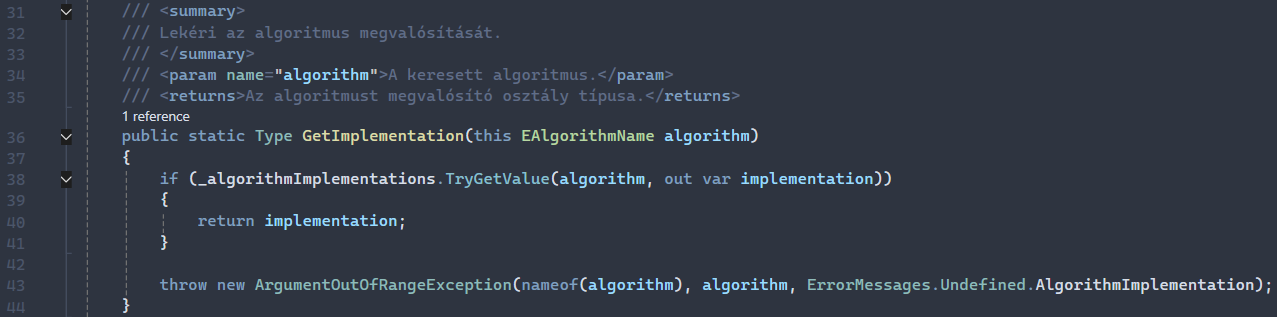 31 /// <summary>
32 /// Lekéri az algoritmus megvalósítását.
33 /// </summary>
34 /// <param name="algorithm">A keresett algoritmus.</param>
35 /// <returns>Az algoritmust megvalósító osztály típusa.</returns>
1 reference
36 public static Type GetImplementation(this EAlgorithmName algorithm)
37 {
38 if (_algorithmImplementations.TryGetValue(algorithm, out var implementation))
39 {
40 return implementation;
41 }
42
43 throw new ArgumentOutOfRangeException(nameof(algorithm), algorithm, ErrorMessages.Undefined.AlgorithmImplementation);
44 }